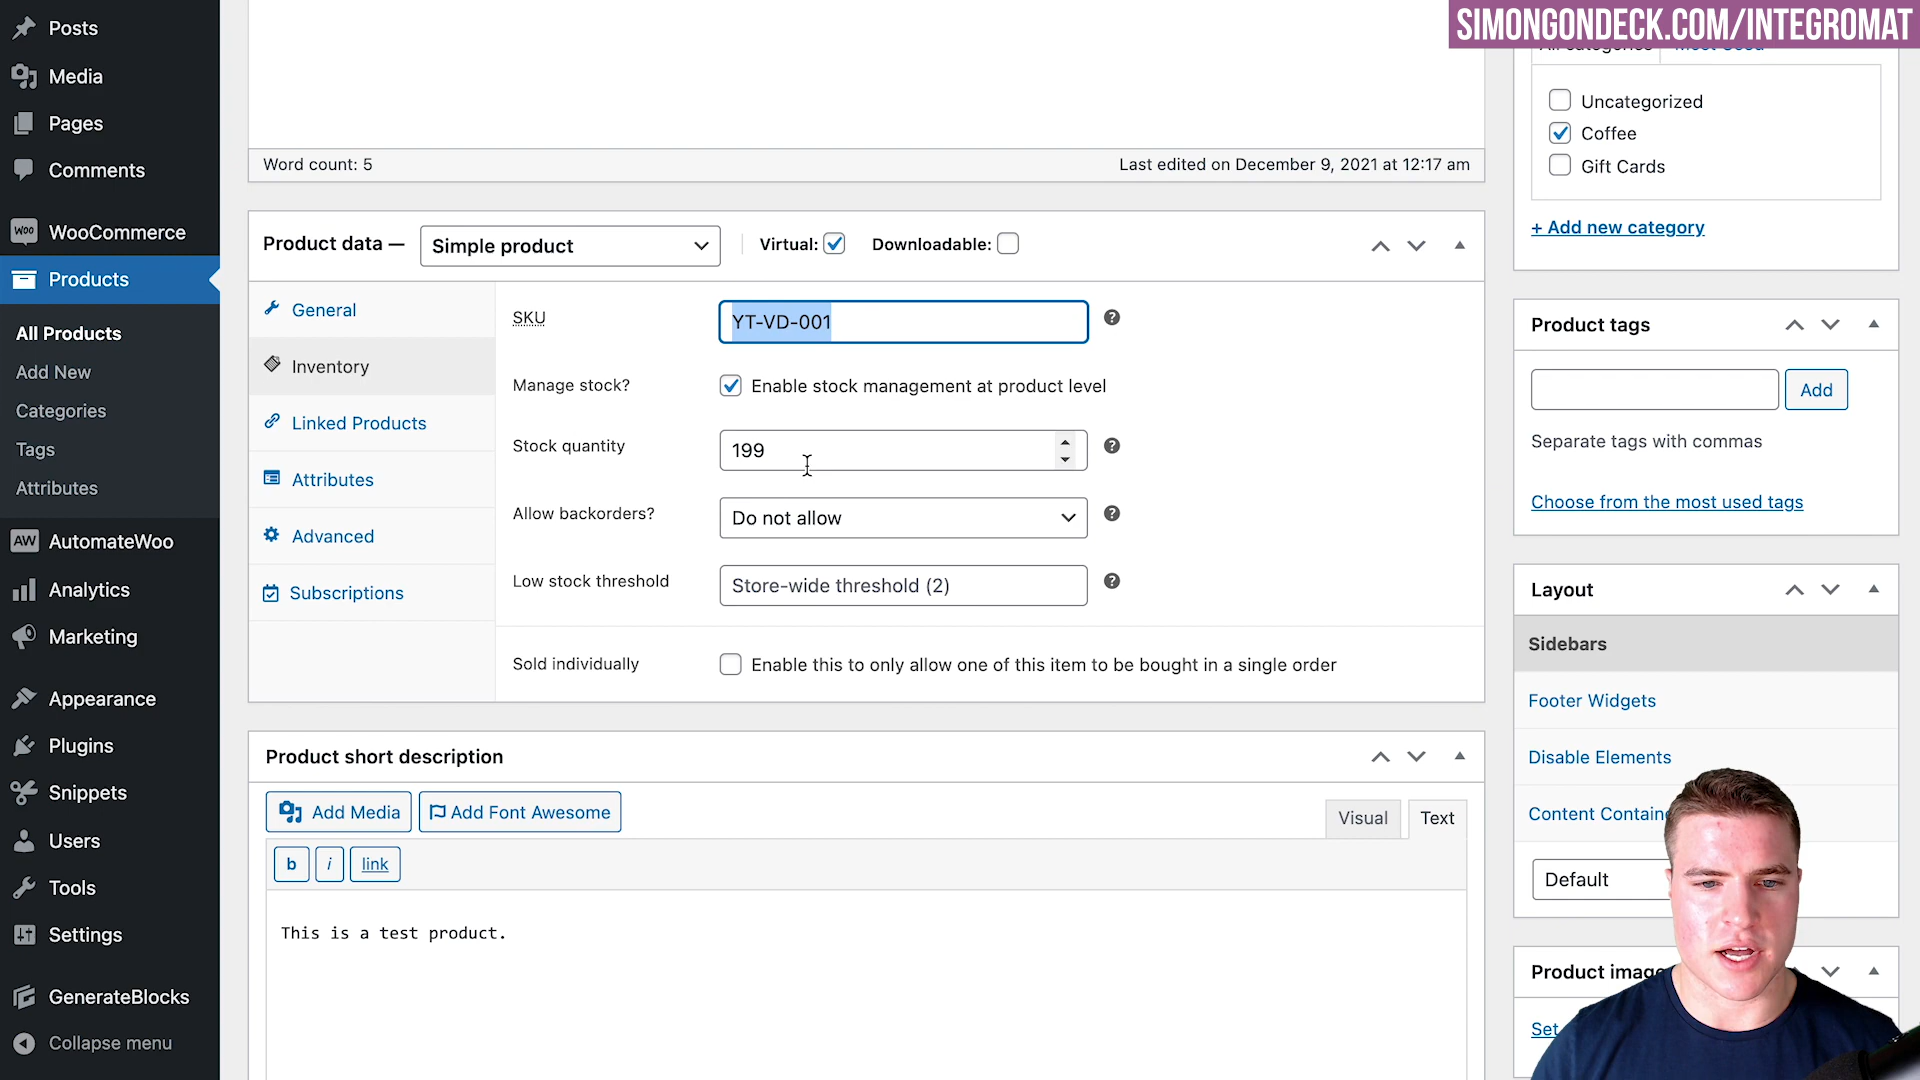 SIMONGONDECK.COM/INTEGROMAT
Posts
Media
Pages
Comments
WooCommerce
Products
All Products
Add New
Categories
Tags
Attributes
AutomateWoo
Analytics
Marketing
Appearance
Plugins
Snippets
Users
Tools
Settings
GenerateBlocks
Collapse menu
Word count: 5
Last edited on December 9, 2021 at 12:17 am
Product data —
Simple product
Virtual:
Downloadable:
General
Inventory
Linked Products
Attributes
Advanced
Subscriptions
SKU
YT-VD-001
Manage stock?
Enable stock management at product level
Stock quantity
199
Allow backorders?
Do not allow
Low stock threshold
Store-wide threshold (2)
Sold individually
Enable this to only allow one of this item to be bought in a single order
Product short description
Add Media
Add Font Awesome
Visual
Text
b
i
link
This is a test product.
All categories
Most Used
Uncategorized
Coffee
Gift Cards
+ Add new category
Product tags
Add
Separate tags with commas
Choose from the most used tags
Layout
Sidebars
Footer Widgets
Disable Elements
Content
Default
Product
Set